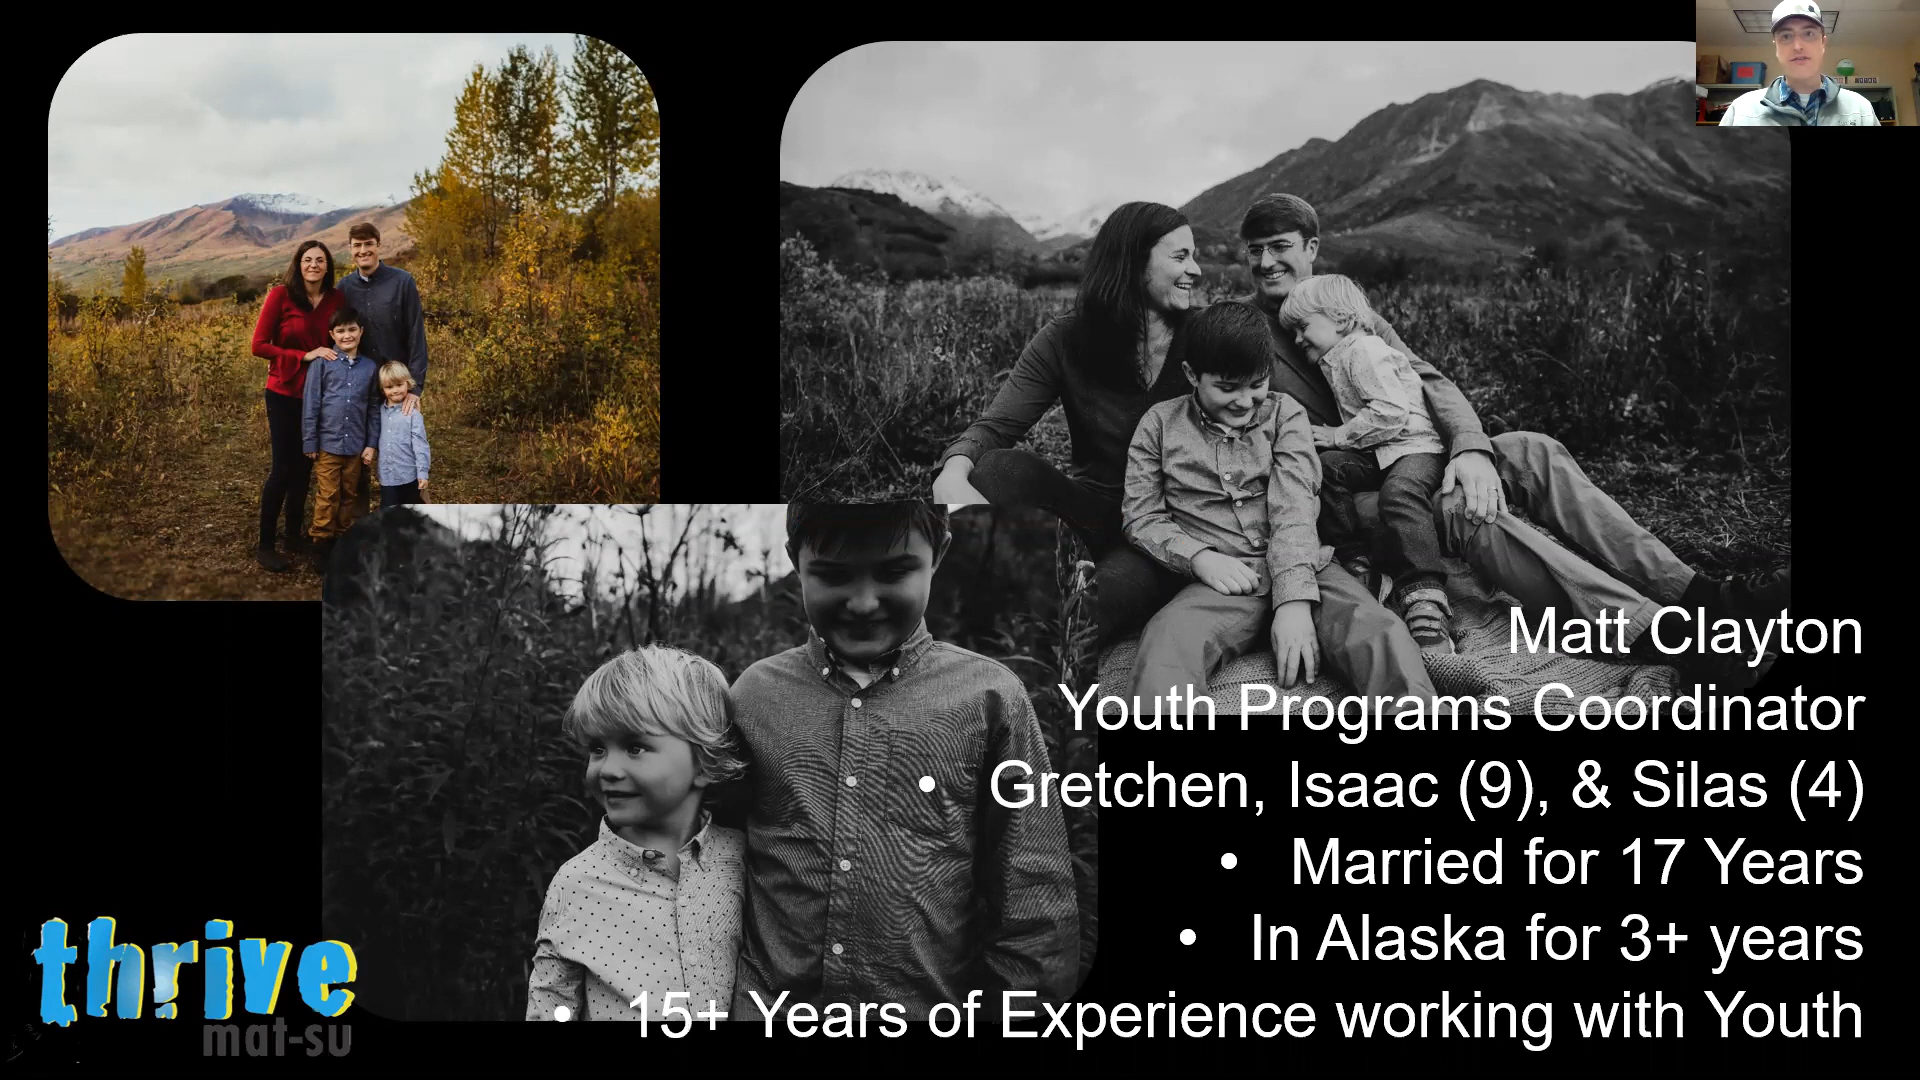 Matt Clayton
Youth Programs Coordinator
• Gretchen, Isaac (9), & Silas (4)
• Married for 17 Years
• In Alaska for 3+ years
• 15+ Years of Experience working with Youth
thrive
mat-su